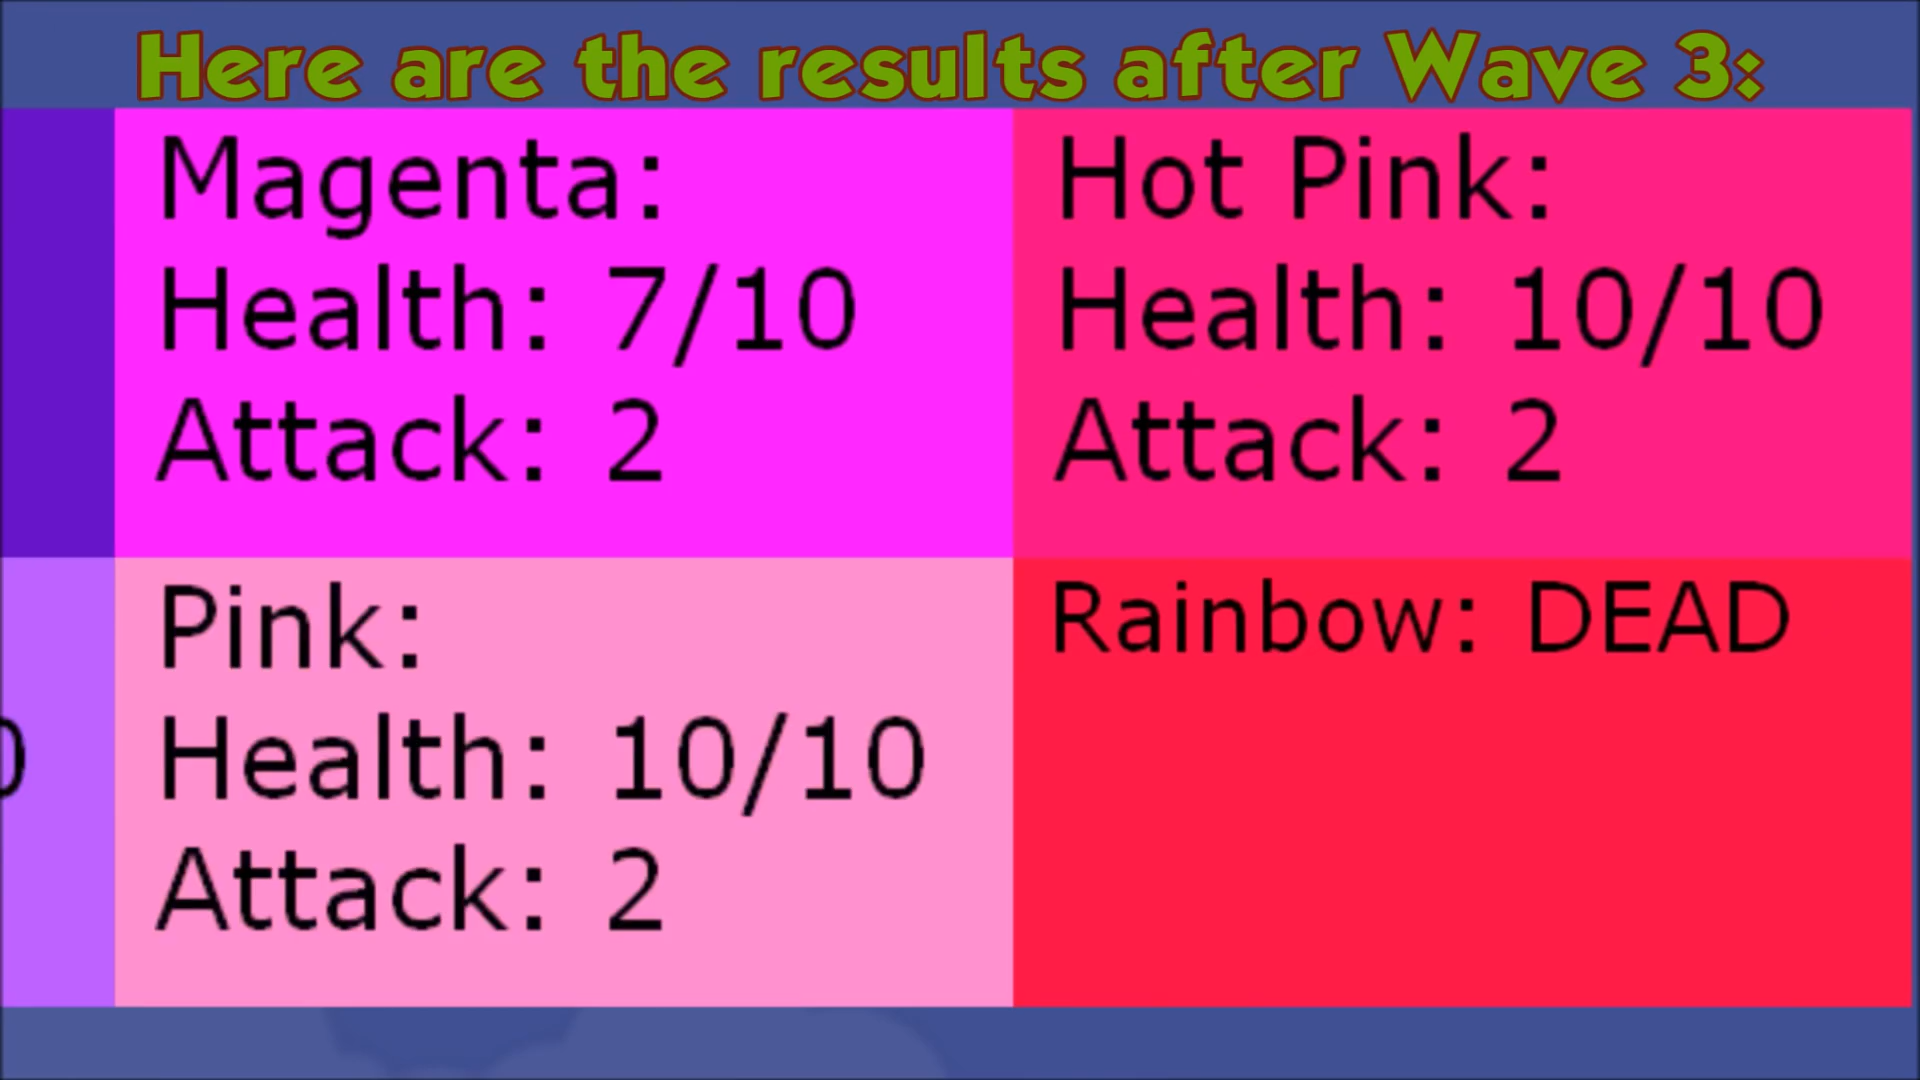 Here are the results after Wave 3:
Magenta:
Health: 7/10
Attack: 2
Hot Pink:
Health: 10/10
Attack: 2
Pink:
Health: 10/10
Attack: 2
Rainbow: DEAD